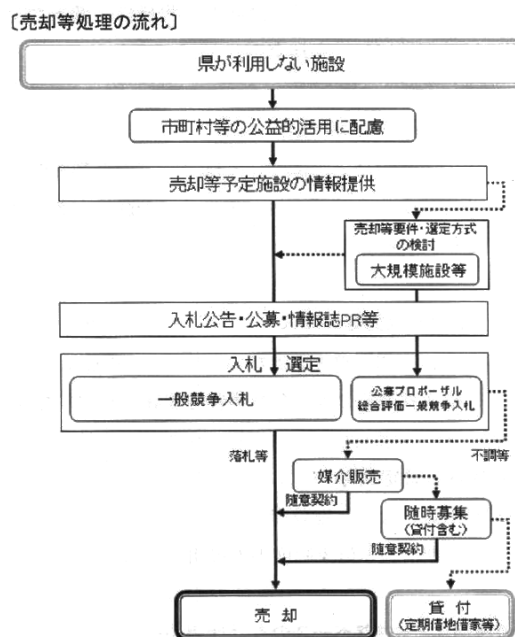 〔売却等処理の流れ〕
県が利用しない施設
市町村等の公益的活用に配慮
売却等予定施設の情報提供
売却等要件・選定方式
の検討
大規模施設等
入札公告・公募・情報誌PR等
入札　選定
一般競争入札
公募プロポーザル
総合評価一般競争入札
落札等
不調等
媒介販売
随意契約
随時募集
(貸付含む)
随意契約
売 却
貸 付
(定期借地借家等)